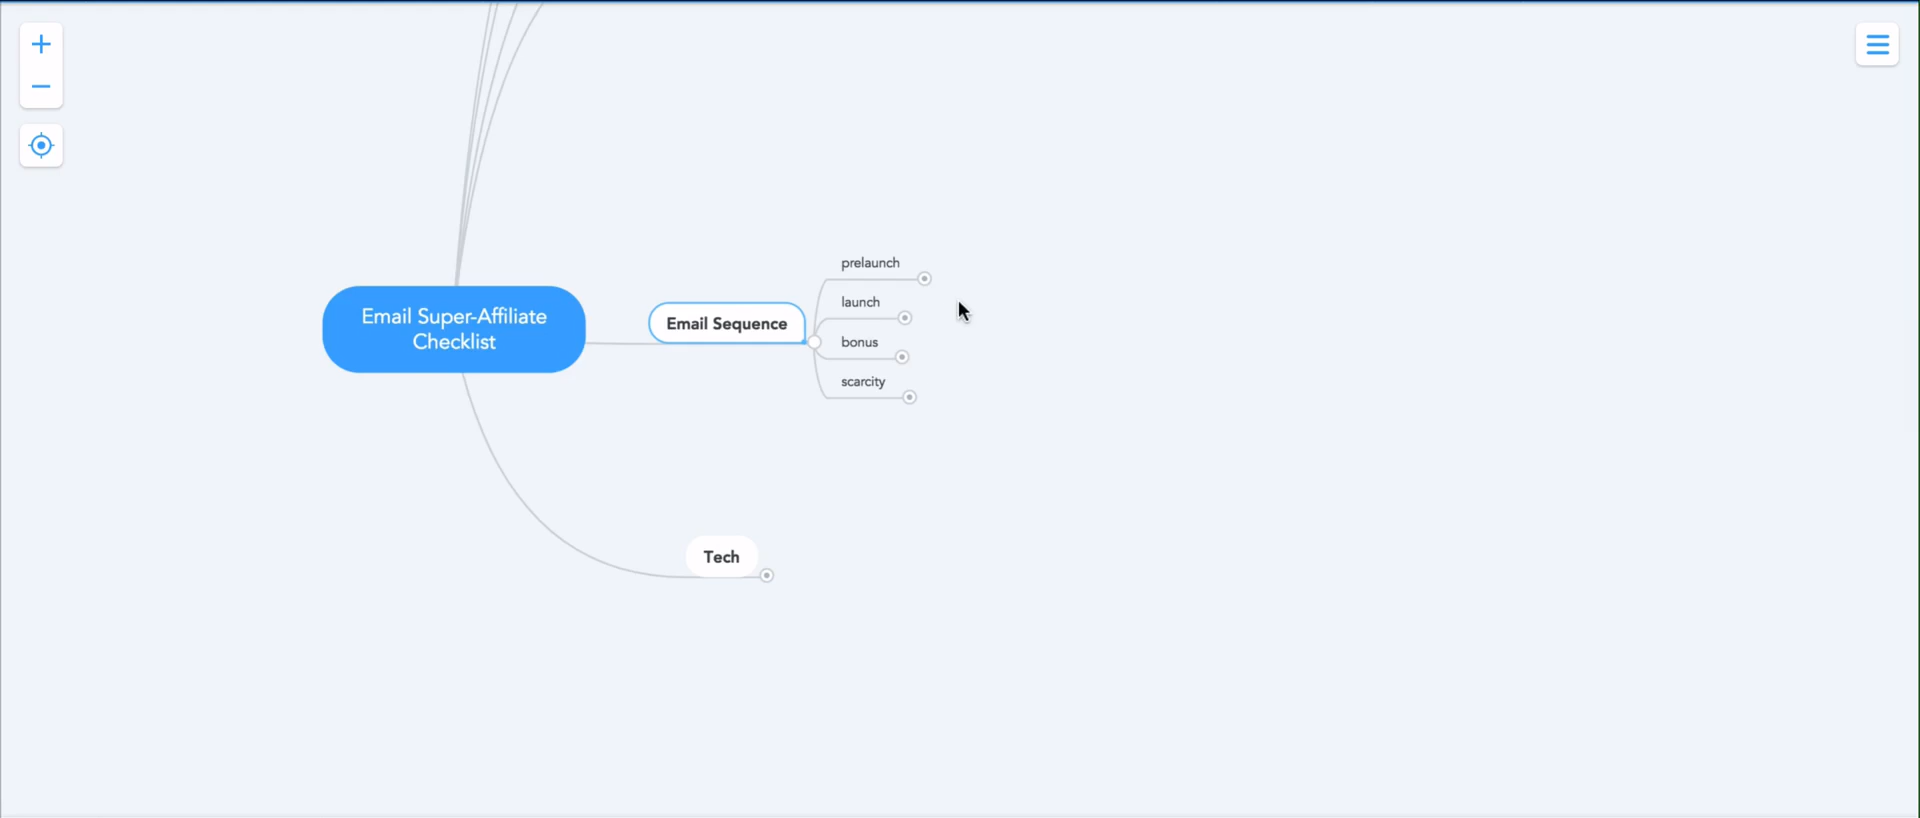 Email Super-Affiliate
Checklist
Email Sequence
prelaunch
launch
bonus
scarcity
Tech